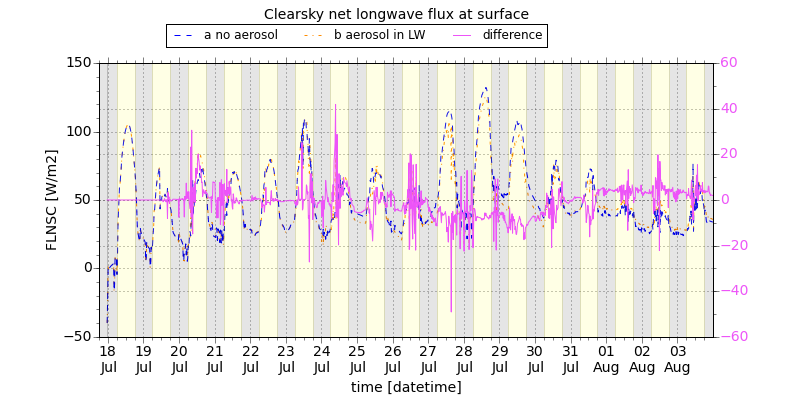 Clearsky net longwave flux at surface
a no aerosol b aerosol in LW difference
150 60
40
100
20
50 0
−20
0
−40
−50 −60
FLNSC [W/m2]
18 19 20 21 22 23 24 25 26 27 28 29 30 31 01 02 03
Jul Jul Jul Jul Jul Jul Jul Jul Jul Jul Jul Jul Jul Jul Aug Aug Aug
time [datetime]